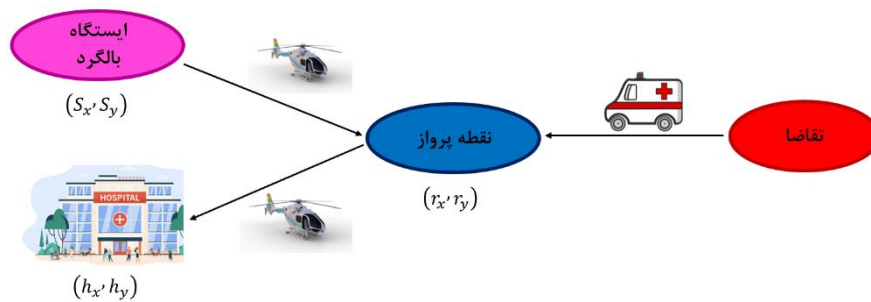 ایستگاه
بالگرد
(S_x, S_y)
نقطه پرواز
(r_x, r_y)
تقاضا
HOSPITAL
(h_x, h_y)